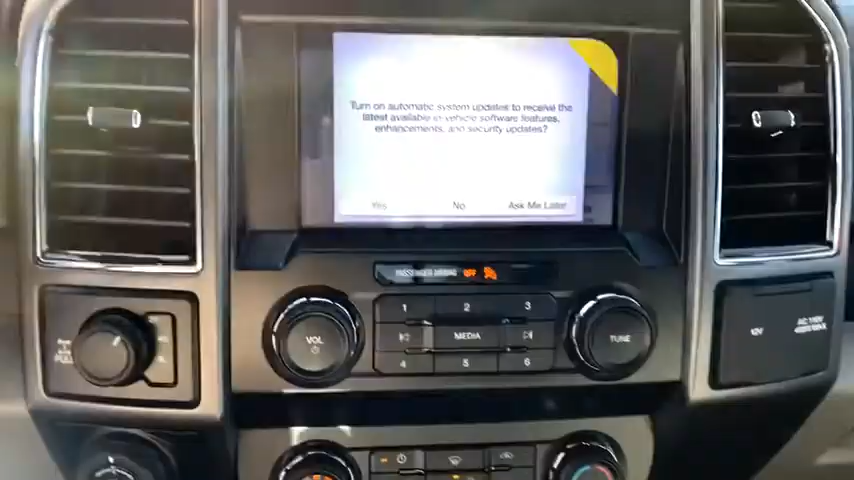 Turn on automatic system updates to receive the
latest available in-vehicle software features,
enhancements, and security updates?
Yes No Ask Me Later
PASSENGER AIRBAG OFF
1 2 3
VOL MEDIA TUNE
4 5 6
12V